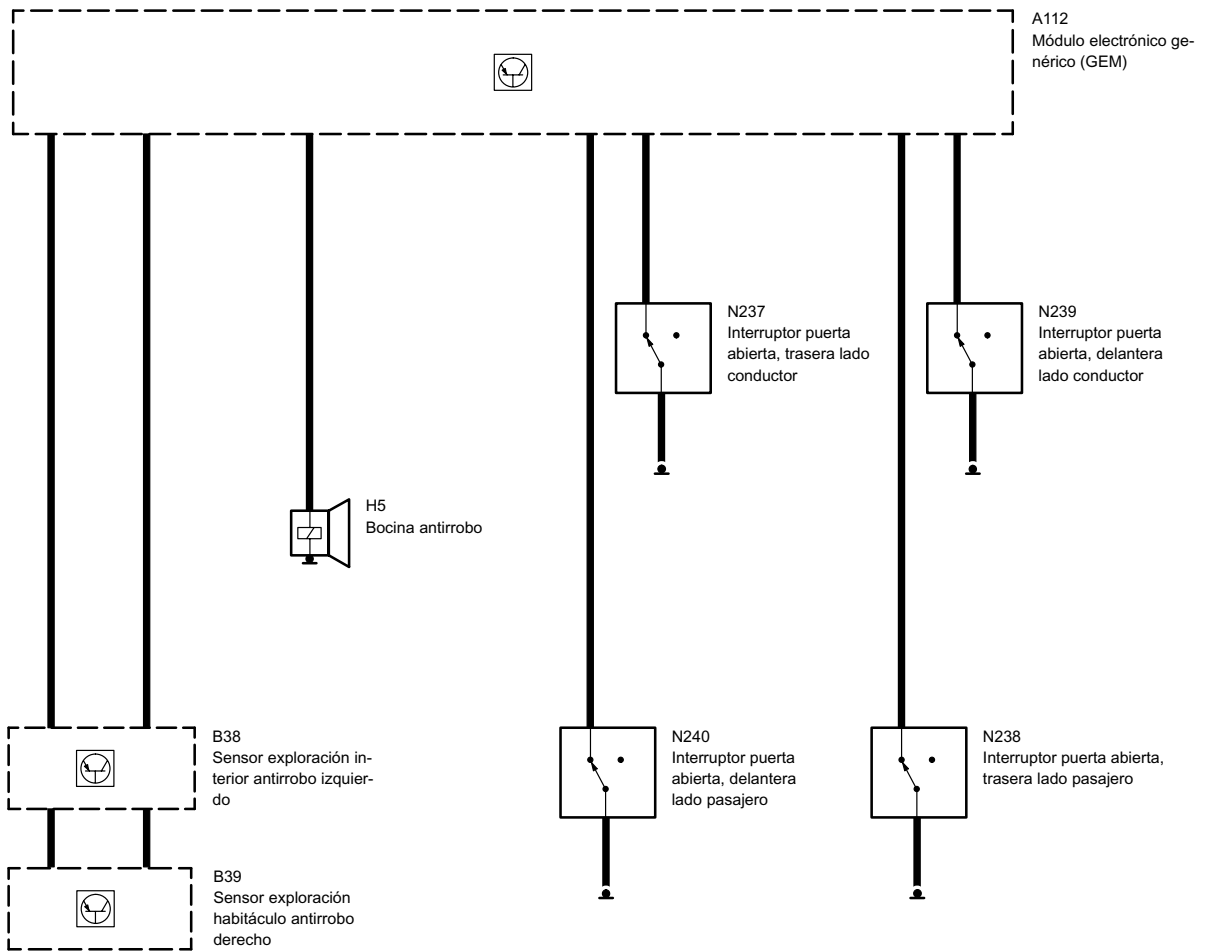 A112
Módulo electrónico ge-
nérico (GEM)
N237
Interruptor puerta
abierta, trasera lado
conductor
N239
Interruptor puerta
abierta, delantera
lado conductor
H5
Bocina antirrobo
B38
Sensor exploración in-
terior antirrobo izquier-
do
N240
Interruptor puerta
abierta, delantera
lado pasajero
N238
Interruptor puerta abierta,
trasera lado pasajero
B39
Sensor exploración
habitáculo antirrobo
derecho